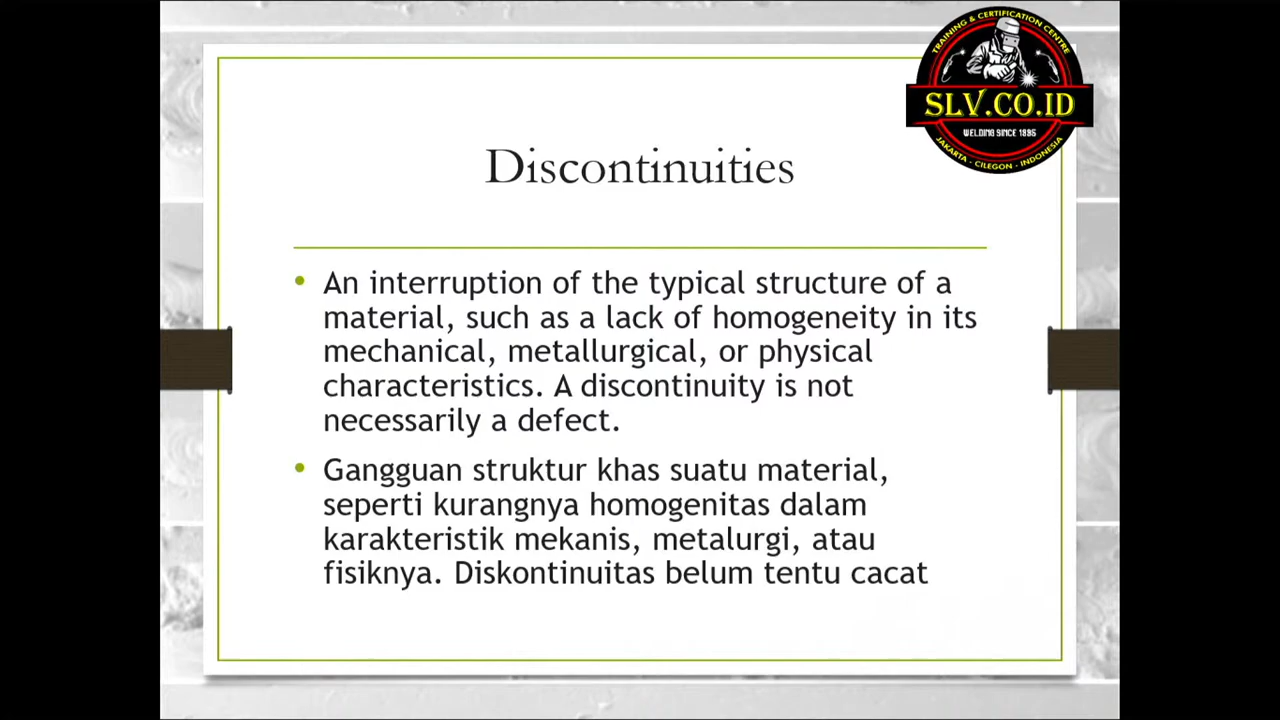 TRAINING & CERTIFICATION CENTRE
SLV.CO.ID
WELDING SINCE 1995
JAKARTA - CILEGON - INDONESIA
Discontinuities
• An interruption of the typical structure of a
material, such as a lack of homogeneity in its
mechanical, metallurgical, or physical
characteristics. A discontinuity is not
necessarily a defect.
• Gangguan struktur khas suatu material,
seperti kurangnya homogenitas dalam
karakteristik mekanis, metalurgi, atau
fisiknya. Diskontinuitas belum tentu cacat